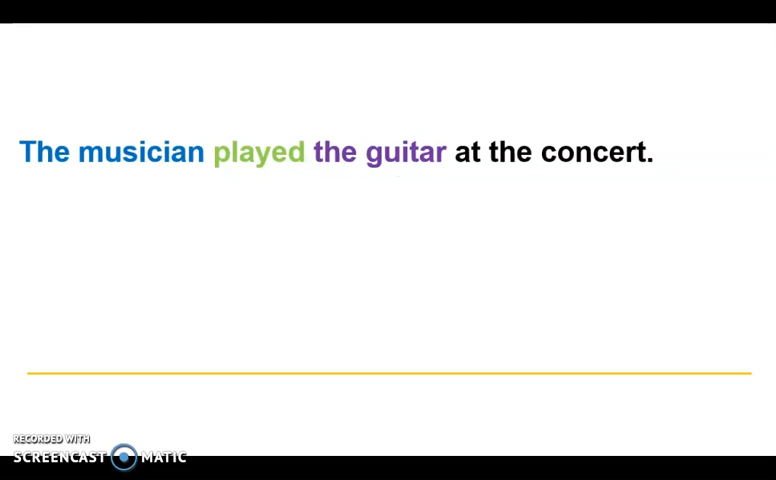 The musician played the guitar at the concert.
RECORDED WITH
SCREENCAST MATIC